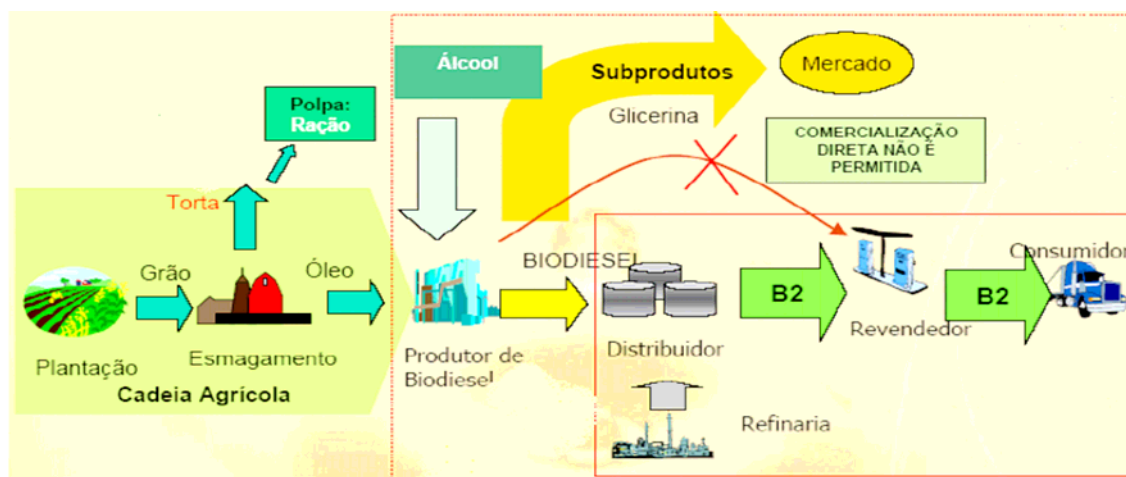 Álcool
Subprodutos
Glicerina
Mercado
Polpa:
Ração
COMERCIALIZAÇÃO
DIRETA NÃO É
PERMITIDA
Torta
Grão
Óleo
BIODIESEL
Consumidor
B2
B2
Plantação
Esmagamento
Produtor de
Biodiesel
Distribuidor
Revendedor
Cadeia Agrícola
Refinaria